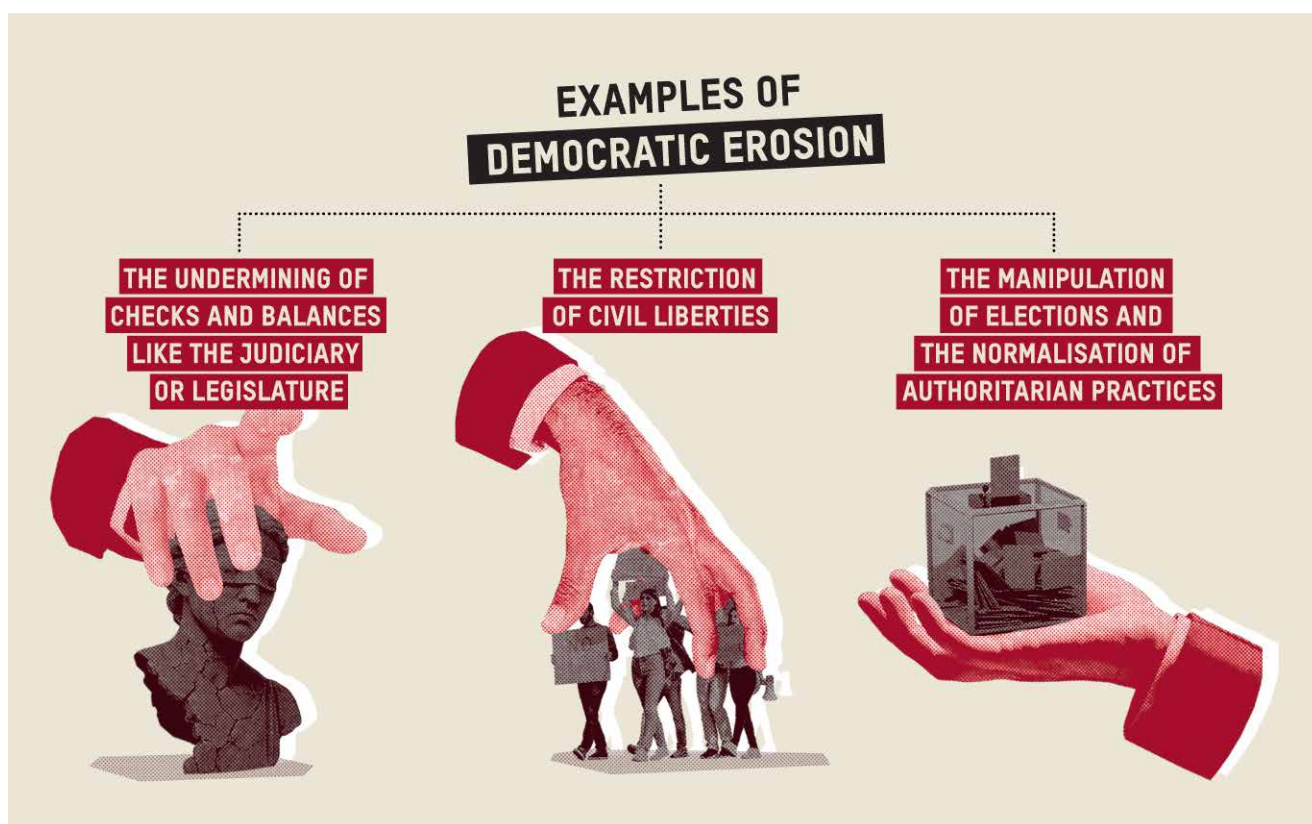 EXAMPLES OF
DEMOCRATIC EROSION
THE UNDERMINING OF
CHECKS AND BALANCES
LIKE THE JUDICIARY
OR LEGISLATURE
THE RESTRICTION
OF CIVIL LIBERTIES
THE MANIPULATION
OF ELECTIONS AND
THE NORMALISATION OF
AUTHORITARIAN PRACTICES